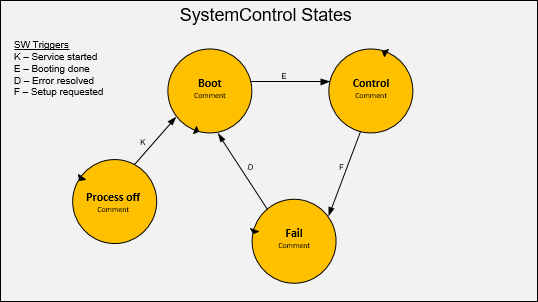 SystemControl States
SW Triggers
K – Service started
E – Booting done
D – Error resolved
F – Setup requested
Boot
Comment
E
Control
Comment
K
D
F
Process off
Comment
Fail
Comment